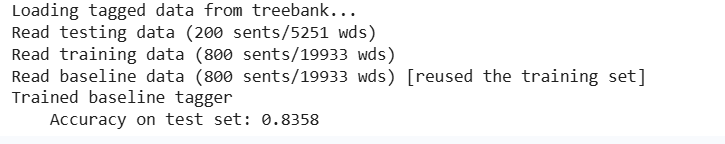 Loading tagged data from treebank...
Read testing data (200 sents/5251 wds)
Read training data (800 sents/19933 wds)
Read baseline data (800 sents/19933 wds) [reused the training set]
Trained baseline tagger
    Accuracy on test set: 0.8358